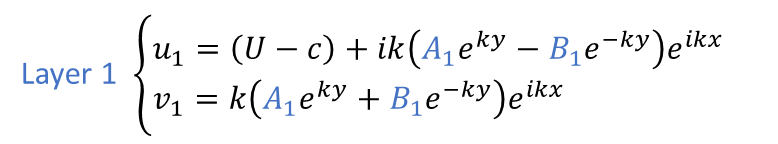 u₁ = (U − c) + ik(A₁e^{ky} − B₁e^{−ky})e^{ikx}
Layer 1
v₁ = k(A₁e^{ky} + B₁e^{−ky})e^{ikx}